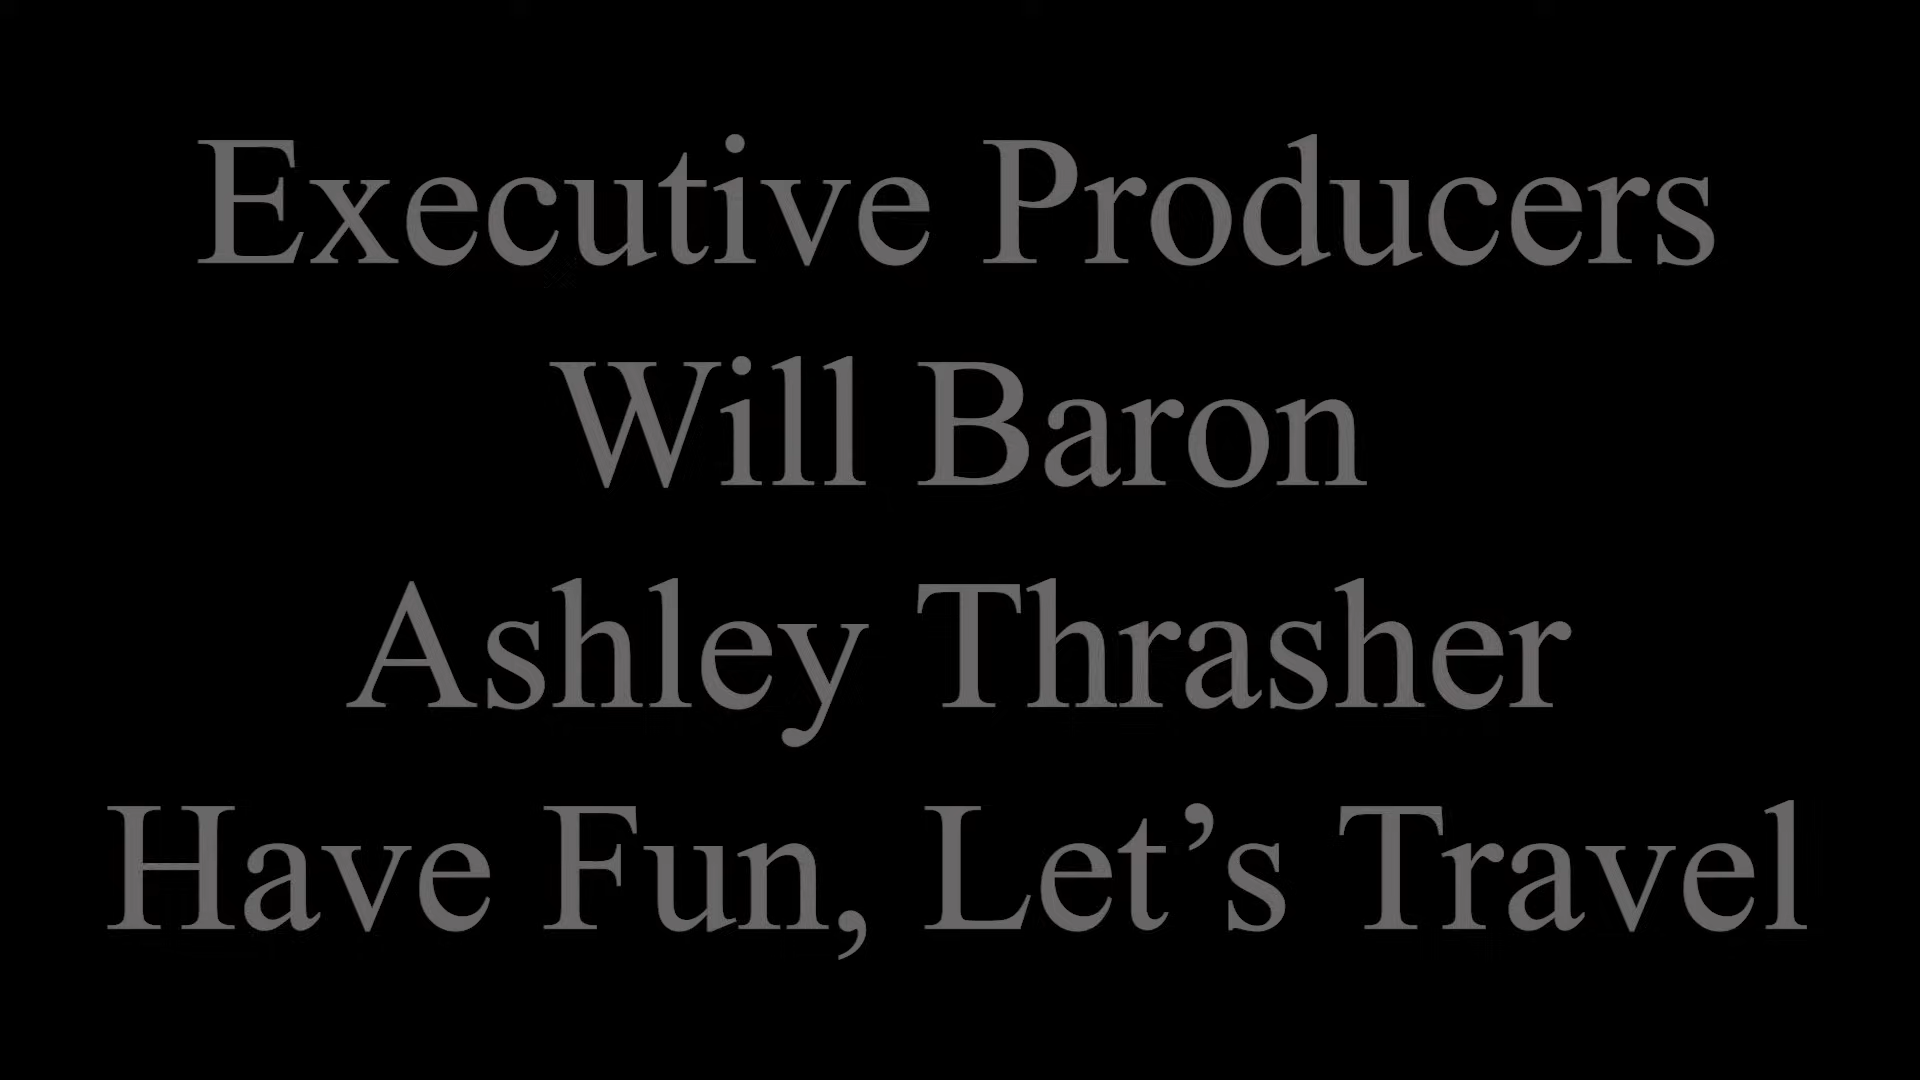 Executive Producers
Will Baron
Ashley Thrasher
Have Fun, Let’s Travel